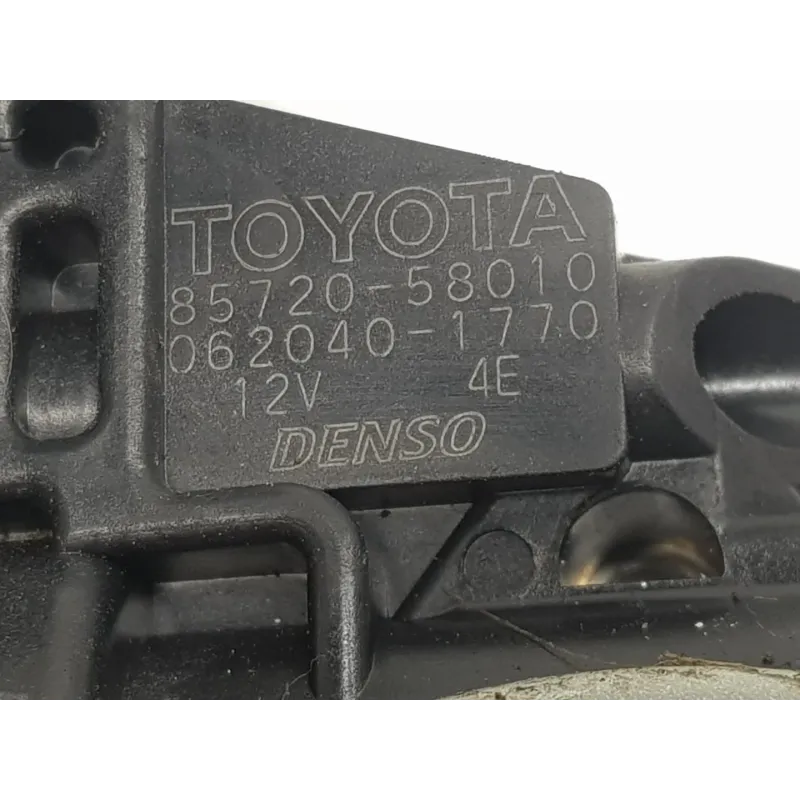 TOYOTA
85720-58010
062040-1770
12V 4E
DENSO